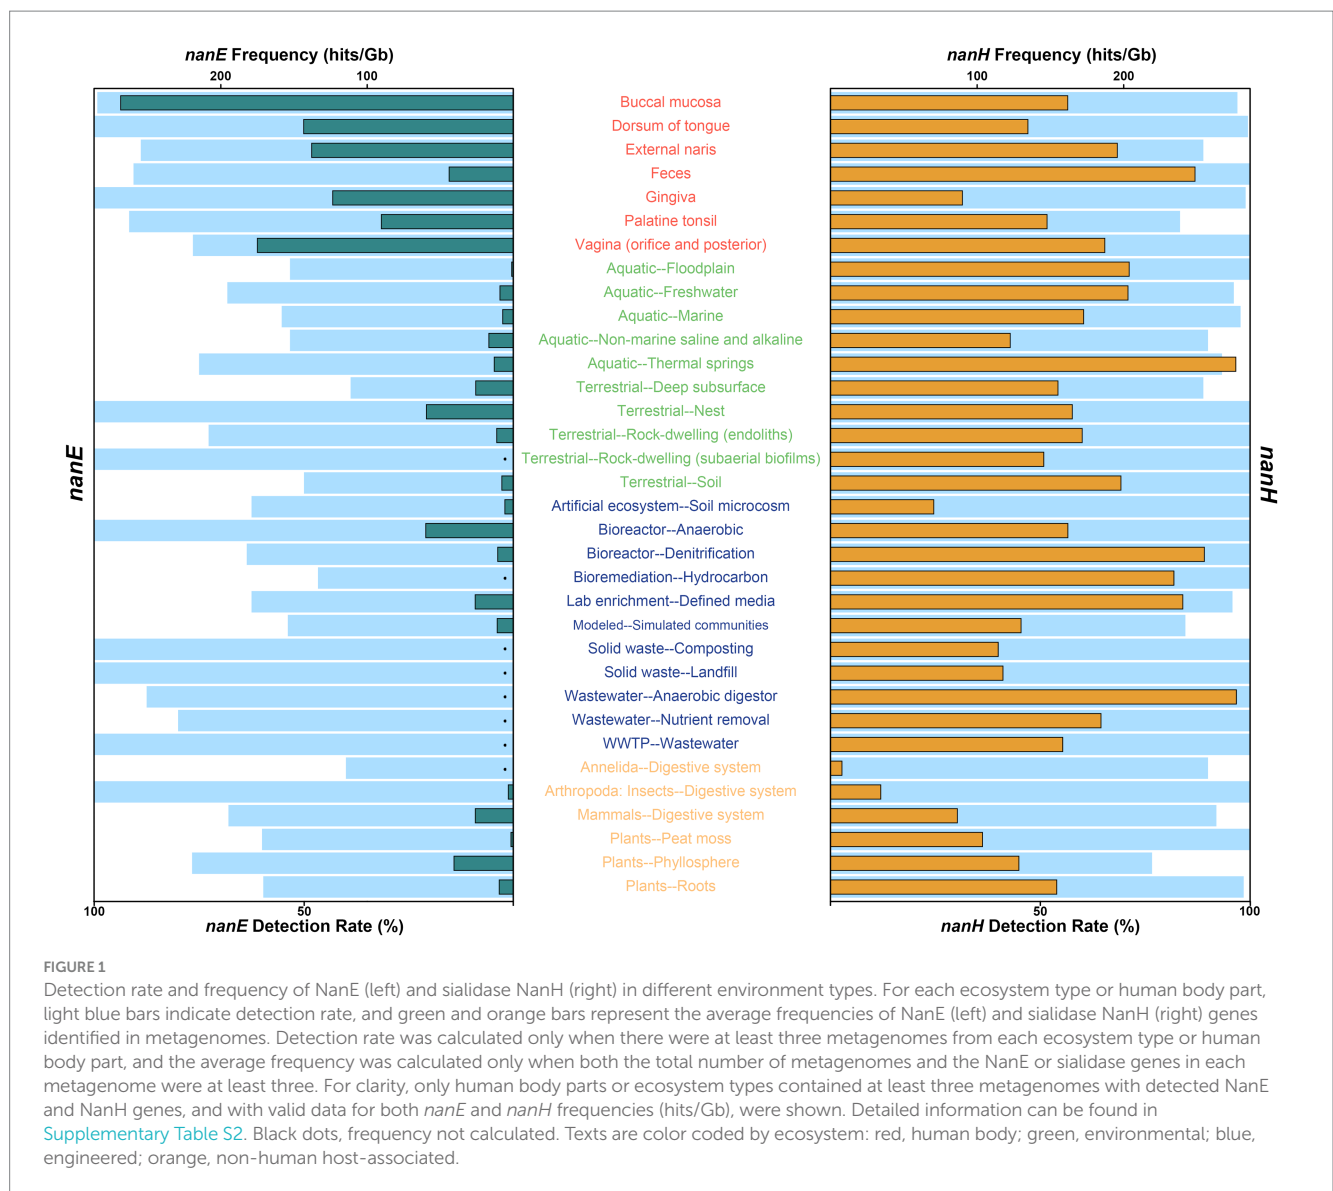 nanE Frequency (hits/Gb)
nanH Frequency (hits/Gb)
200
100
100
200
Buccal mucosa
Dorsum of tongue
External naris
Feces
Gingiva
Palatine tonsil
Vagina (orifice and posterior)
Aquatic--Floodplain
Aquatic--Freshwater
Aquatic--Marine
Aquatic--Non-marine saline and alkaline
Aquatic--Thermal springs
Terrestrial--Deep subsurface
Terrestrial--Nest
Terrestrial--Rock-dwelling (endoliths)
Terrestrial--Rock-dwelling (subaerial biofilms)
Terrestrial--Soil
Artificial ecosystem--Soil microcosm
Bioreactor--Anaerobic
Bioreactor--Denitrification
Bioremediation--Hydrocarbon
Lab enrichment--Defined media
Modeled--Simulated communities
Solid waste--Composting
Solid waste--Landfill
Wastewater--Anaerobic digestor
Wastewater--Nutrient removal
WWTP--Wastewater
Annelida--Digestive system
Arthropoda: Insects--Digestive system
Mammals--Digestive system
Plants--Peat moss
Plants--Phyllosphere
Plants--Roots
nanE
nanH
100
50
50
100
nanE Detection Rate (%)
nanH Detection Rate (%)
FIGURE 1
Detection rate and frequency of NanE (left) and sialidase NanH (right) in different environment types. For each ecosystem type or human body part,
light blue bars indicate detection rate, and green and orange bars represent the average frequencies of NanE (left) and sialidase NanH (right) genes
identified in metagenomes. Detection rate was calculated only when there were at least three metagenomes from each ecosystem type or human
body part, and the average frequency was calculated only when both the total number of metagenomes and the NanE or sialidase genes in each
metagenome were at least three. For clarity, only human body parts or ecosystem types contained at least three metagenomes with detected NanE
and NanH genes, and with valid data for both nanE and nanH frequencies (hits/Gb), were shown. Detailed information can be found in
Supplementary Table S2. Black dots, frequency not calculated. Texts are color coded by ecosystem: red, human body; green, environmental; blue,
engineered; orange, non-human host-associated.